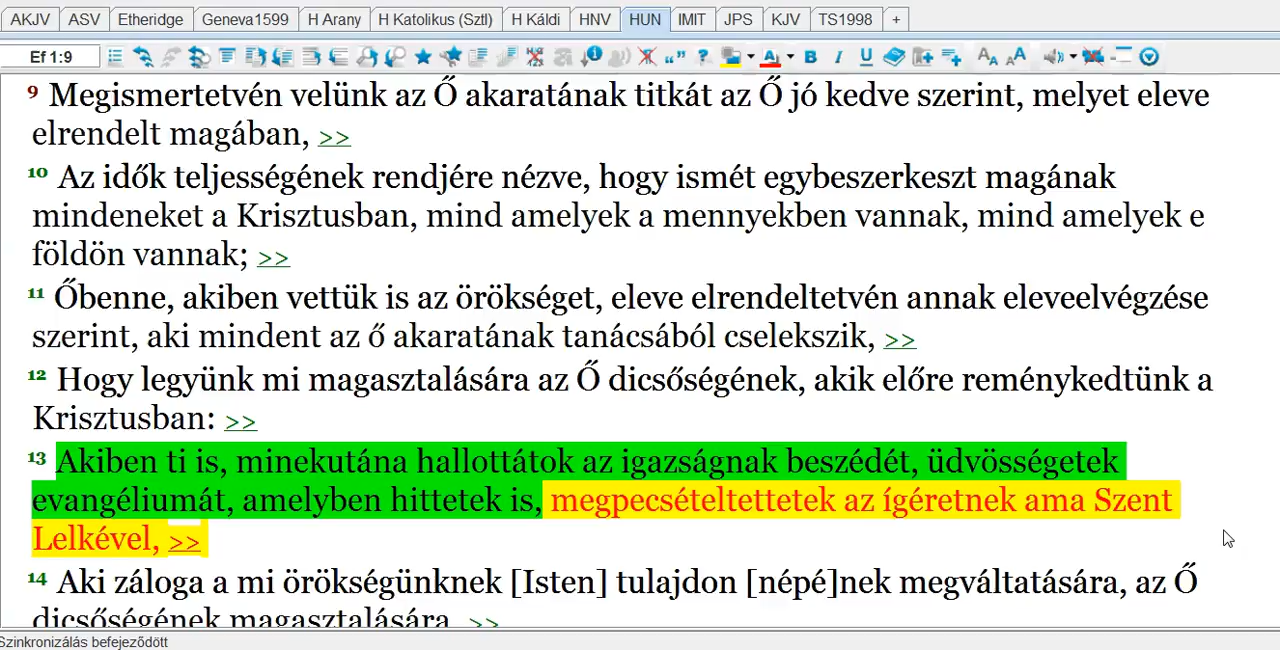 AKJV ASV Etheridge Geneva1599 H Arany H Katolikus (Sztl) H Káldi HNV HUN IMIT JPS KJV TS1998 +
Ef 1:9
9 Megismertetvén velünk az Ő akaratának titkát az Ő jó kedve szerint, melyet eleve
elrendelt magában, >>
10 Az idők teljességének rendjére nézve, hogy ismét egybeszerkeszt magának
mindeneket a Krisztusban, mind amelyek a mennyekben vannak, mind amelyek e
földön vannak; >>
11 Őbenne, akiben vettük is az örökséget, eleve elrendeltetvén annak eleveelvégzése
szerint, aki mindent az ő akaratának tanácsából cselekszik, >>
12 Hogy legyünk mi magasztalására az Ő dicsőségének, akik előre reménykedtünk a
Krisztusban: >>
13 Akiben ti is, minekutána hallottátok az igazságnak beszédét, üdvösségetek
evangéliumát, amelyben hittetek is, megpecsételtettetek az ígéretnek ama Szent
Lelkével, >>
14 Aki záloga a mi örökségünknek [Isten] tulajdon [népé]nek megváltatására, az Ő
dicsőségének magasztalására. >>
Szinkronizálás befejeződött